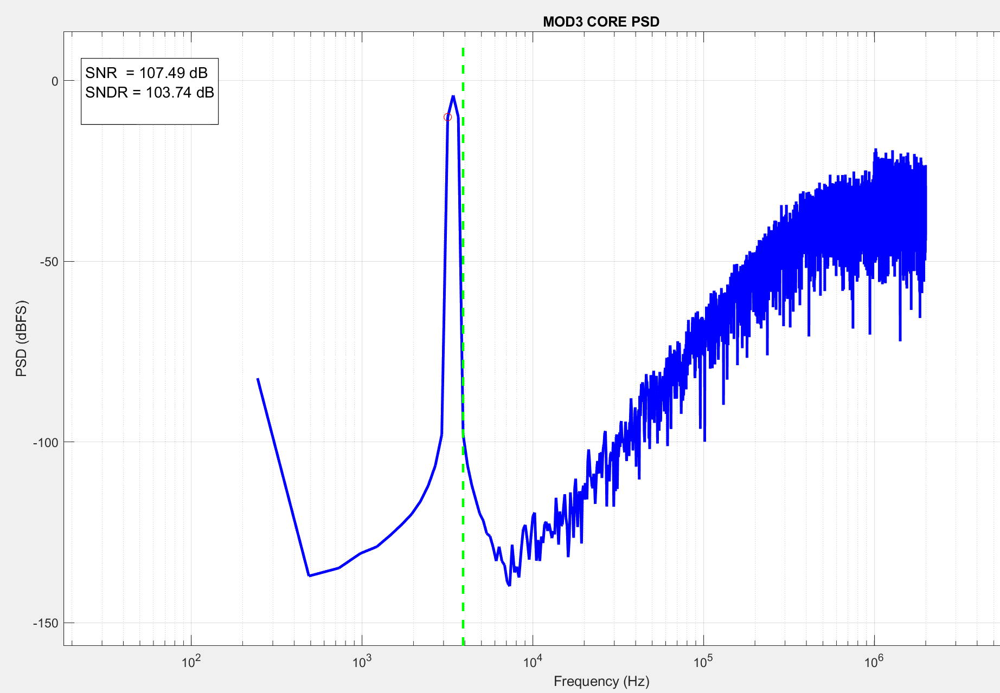 MOD3 CORE PSD
SNR = 107.49 dB
SNDR = 103.74 dB
0
-50
-100
-150
PSD (dBFS)
10^2 10^3 10^4 10^5 10^6
Frequency (Hz)